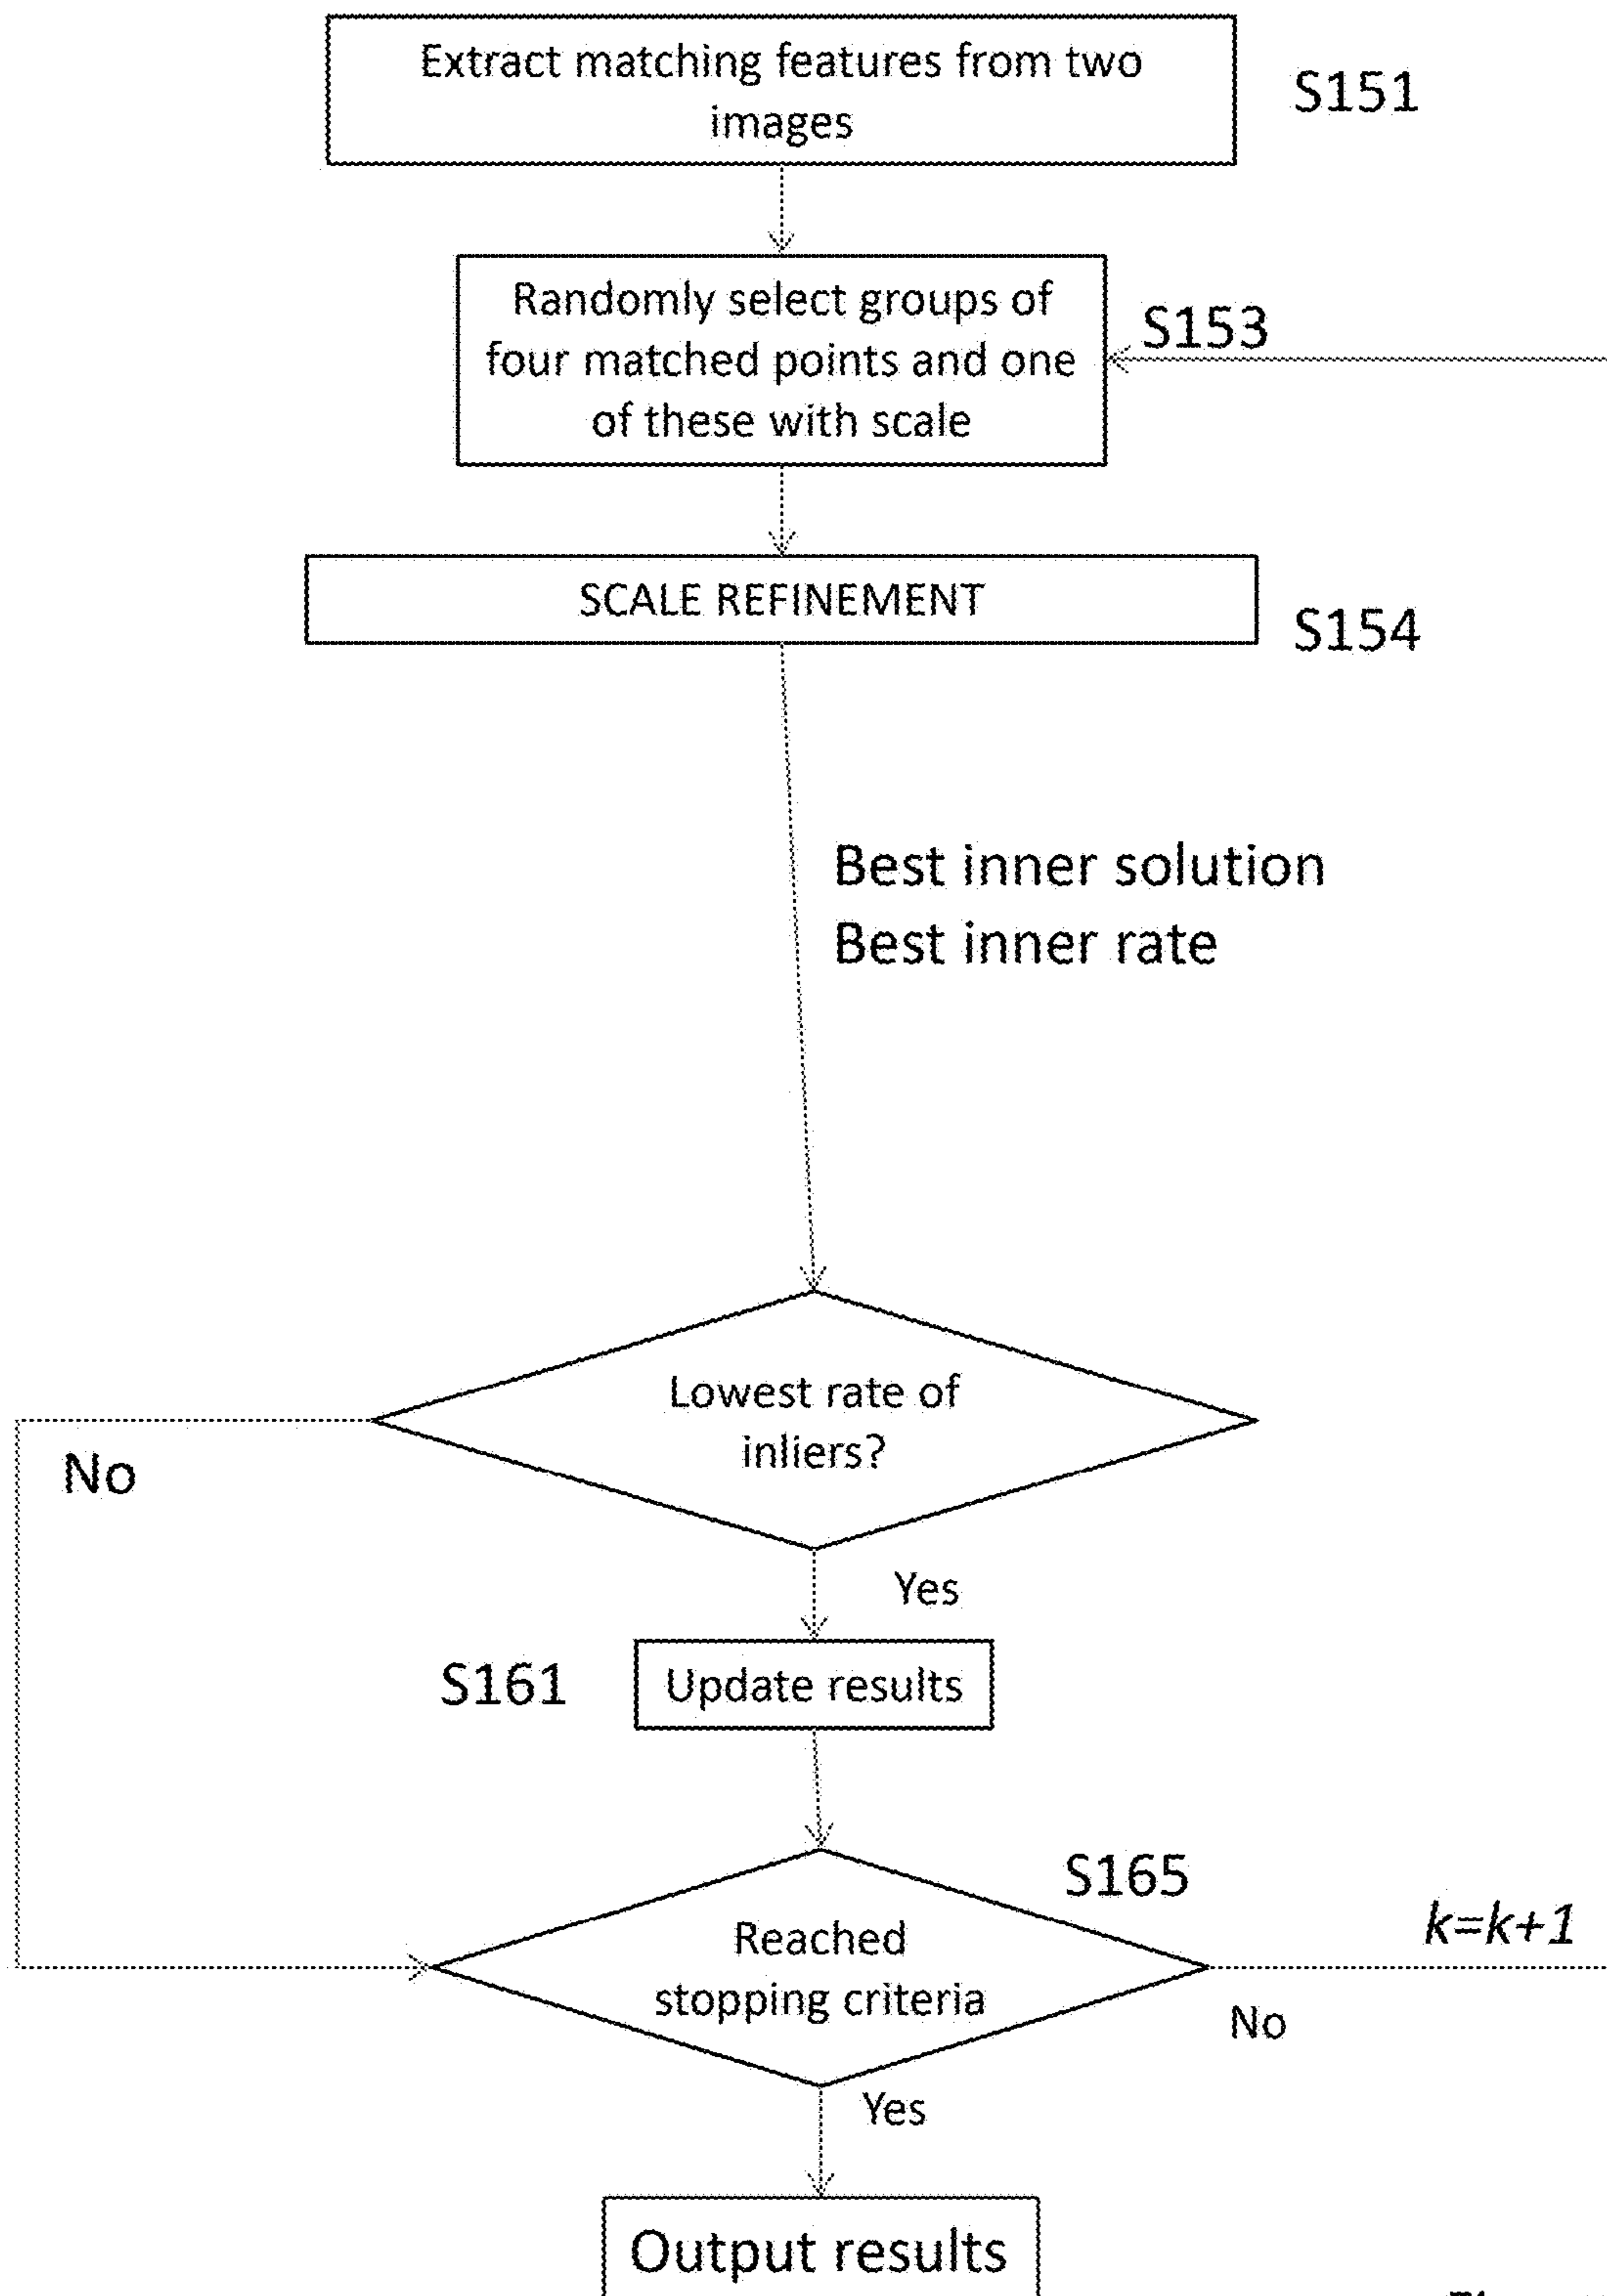 Extract matching features from two
images
S151
Randomly select groups of
four matched points and one
of these with scale
S153
SCALE REFINEMENT
S154
Best inner solution
Best inner rate
Lowest rate of
inliers?
No
Yes
S161
Update results
S165
Reached
stopping criteria
k=k+1
No
Yes
Output results